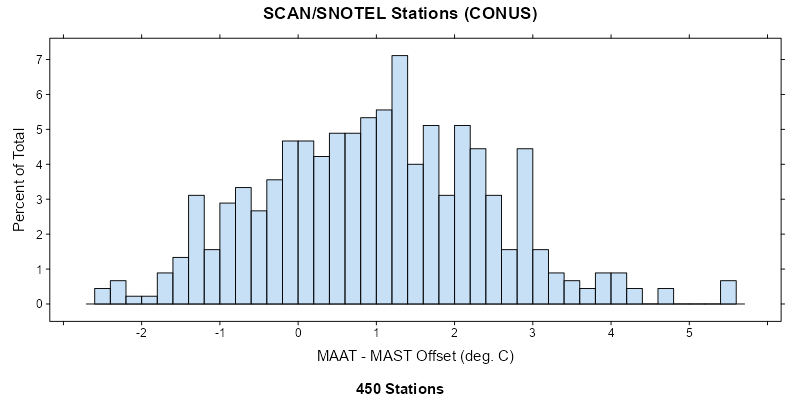 SCAN/SNOTEL Stations (CONUS)
Percent of Total
7
6
5
4
3
2
1
0
-2 -1 0 1 2 3 4 5
MAAT - MAST Offset (deg. C)
450 Stations